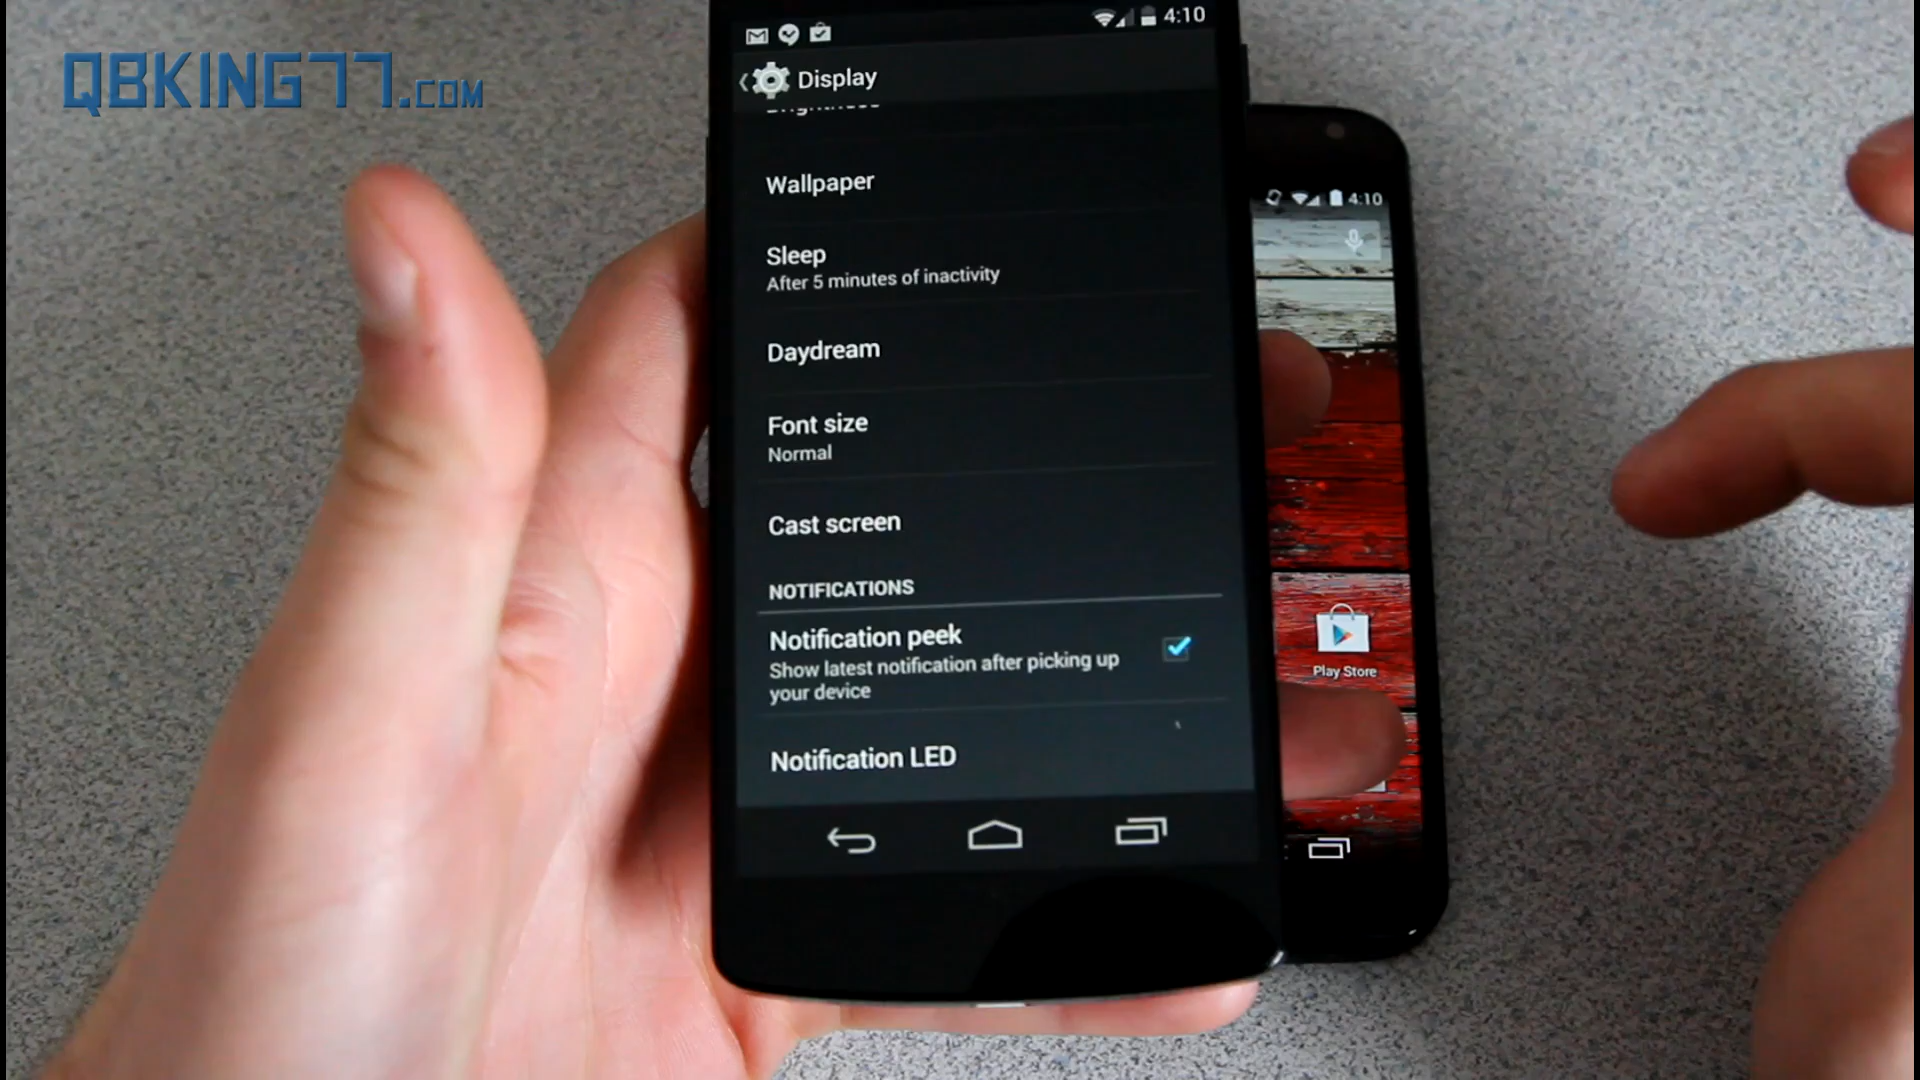 QBKING77.COM
4:10
Display
Brightness
Wallpaper
Sleep
After 5 minutes of inactivity
Daydream
Font size
Normal
Cast screen
NOTIFICATIONS
Notification peek
Show latest notification after picking up
your device
Notification LED
4:10
Play Store